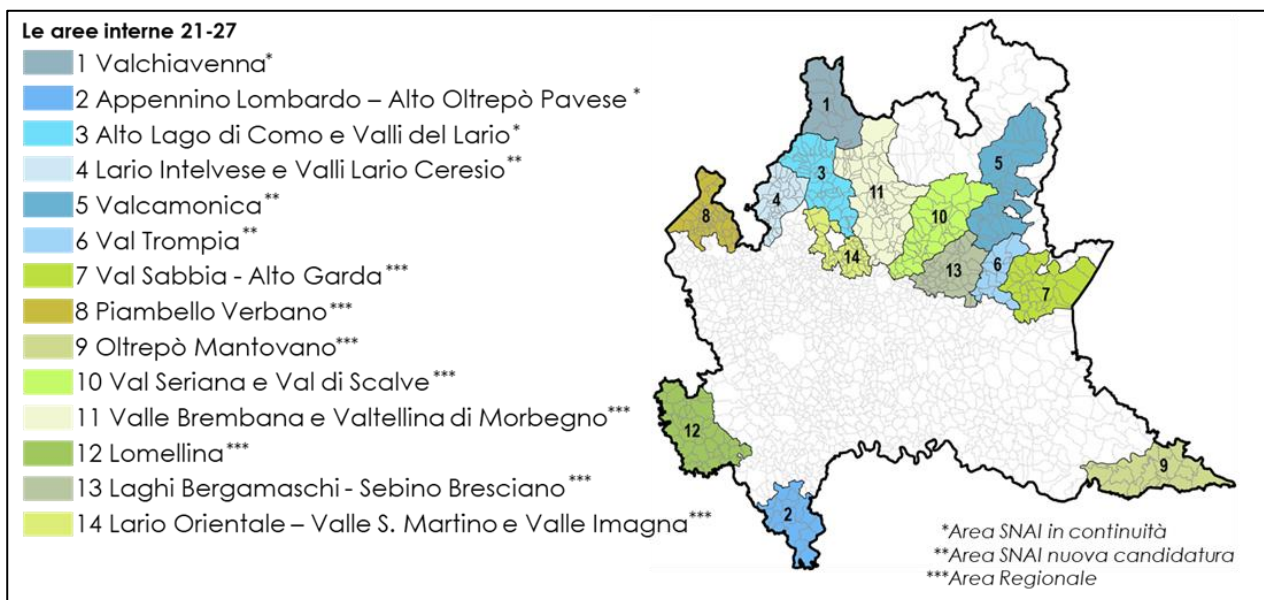 Le aree interne 21-27
1 Valchiavenna*
2 Appennino Lombardo – Alto Oltrepò Pavese *
3 Alto Lago di Como e Valli del Lario*
4 Lario Intelvese e Valli Lario Ceresio**
5 Valcamonica**
6 Val Trompia**
7 Val Sabbia - Alto Garda***
8 Piambello Verbano***
9 Oltrepò Mantovano***
10 Val Seriana e Val di Scalve***
11 Valle Brembana e Valtellina di Morbegno***
12 Lomellina***
13 Laghi Bergamaschi - Sebino Bresciano***
14 Lario Orientale – Valle S. Martino e Valle Imagna***
1
5
3
4
11
8
10
14
13
6
7
12
9
2
*Area SNAI in continuità
**Area SNAI nuova candidatura
***Area Regionale